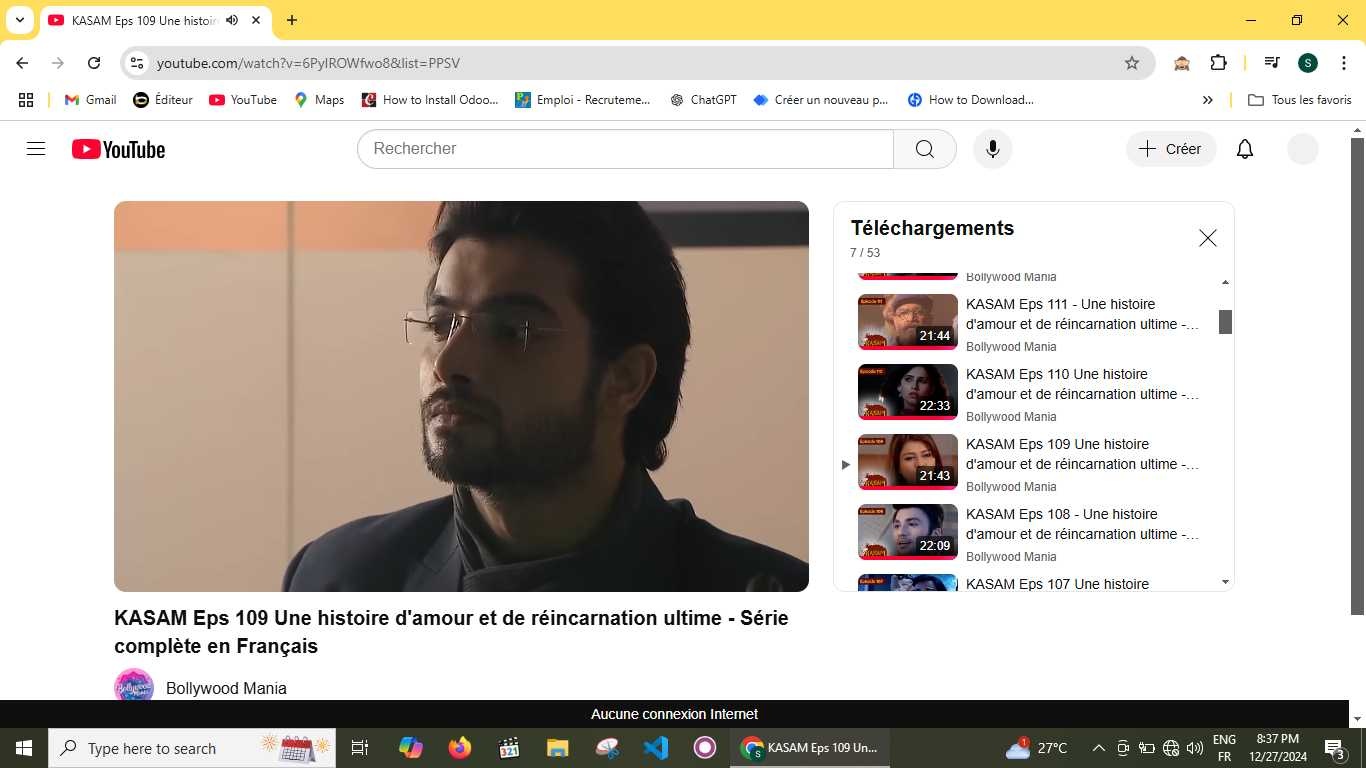 KASAM Eps 109 Une histoir
youtube.com/watch?v=6PylROWfwo8&list=PPSV
S
Gmail
Éditeur
YouTube
Maps
How to Install Odoo...
Emploi - Recruteme...
ChatGPT
Créer un nouveau p...
How to Download...
Tous les favoris
YouTube
Rechercher
Créer
Téléchargements
7 / 53
Bollywood Mania
KASAM Eps 111 - Une histoire
d'amour et de réincarnation ultime -...
21:44
Bollywood Mania
KASAM Eps 110 Une histoire
d'amour et de réincarnation ultime -...
22:33
Bollywood Mania
KASAM Eps 109 Une histoire
d'amour et de réincarnation ultime -...
21:43
Bollywood Mania
KASAM Eps 108 - Une histoire
d'amour et de réincarnation ultime -...
22:09
Bollywood Mania
KASAM Eps 107 Une histoire
KASAM Eps 109 Une histoire d'amour et de réincarnation ultime - Série
complète en Français
Bollywood Mania
Aucune connexion Internet
Type here to search
KASAM Eps 109 Un...
1
27°C
ENG
FR
8:37 PM
12/27/2024
3